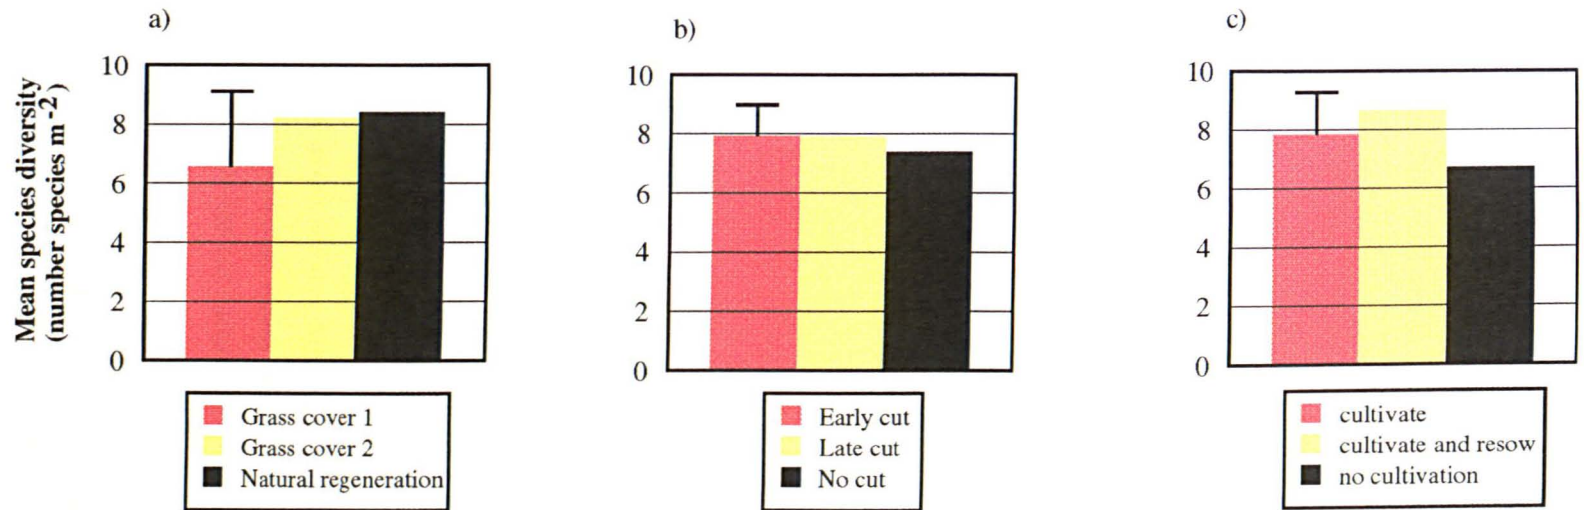 a)
Mean species diversity
(number species m -2)
10
8
6
4
2
0
Grass cover 1
Grass cover 2
Natural regeneration
b)
10
8
6
4
2
0
Early cut
Late cut
No cut
c)
10
8
6
4
2
0
cultivate
cultivate and resow
no cultivation